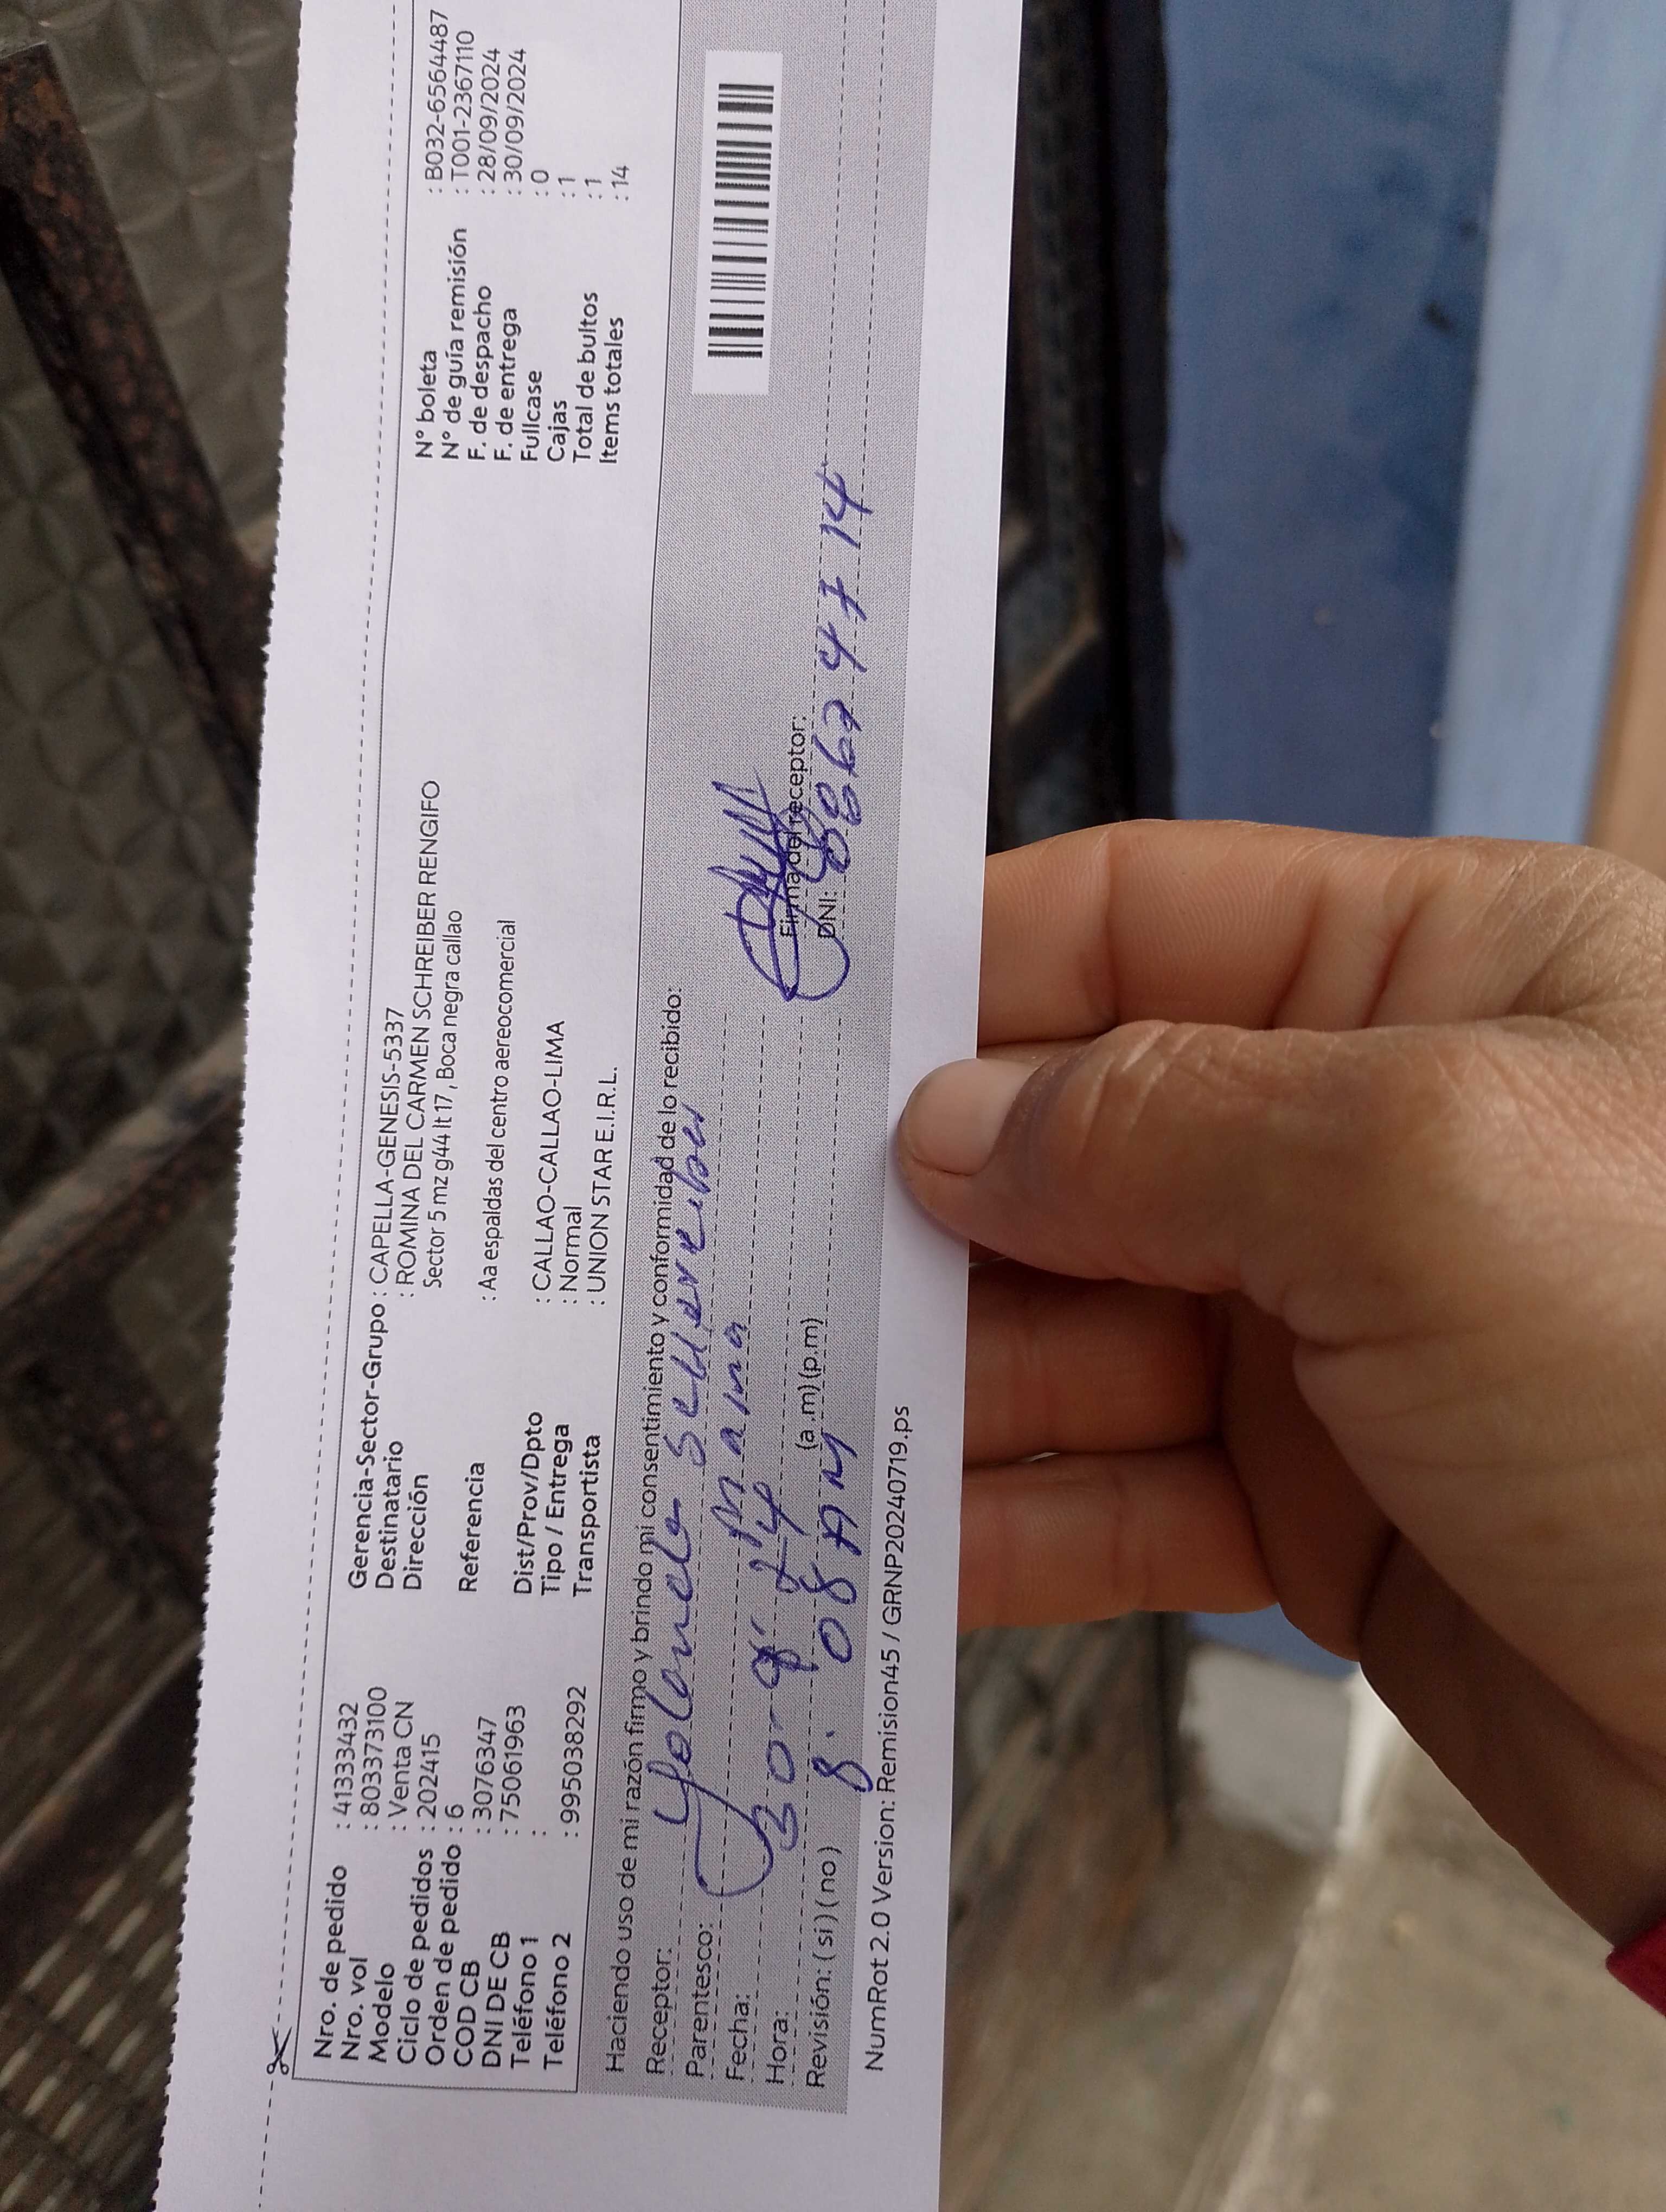 Nro. de pedido : 41333432
Nro. vol : 803373100
Modelo : Venta CN
Ciclo de pedidos : 202415
Orden de pedido : 6
COD CB : 3076347
DNI DE CB : 75061963
Teléfono 1 :
Teléfono 2 : 995038292
Gerencia-Sector-Grupo : CAPELLA-GENESIS-5337
Destinatario : ROMINA DEL CARMEN SCHREIBER RENGIFO
Dirección Sector 5 mz g44 lt 17 , Boca negra callao
Referencia : Aa espaldas del centro aereocomercial
Dist/Prov/Dpto : CALLAO-CALLAO-LIMA
Tipo / Entrega : Normal
Transportista : UNION STAR E.I.R.L.
N° boleta : B032-6564487
N° de guía remisión : T001-2367110
F. de despacho : 28/09/2024
F. de entrega : 30/09/2024
Fullcase : 0
Cajas : 1
Total de bultos : 1
Items totales : 14
Haciendo uso de mi razón firmo y brindo mi consentimiento y conformidad de lo recibido:
Receptor:
Parentesco:
Fecha: 30-9-24
Hora: 8:08 AM (a.m) (p.m)
Revisión: ( si ) ( no )
Firma del receptor:
DNI:
NumRot 2.0 Version: Remision45 / GRNP20240719.ps